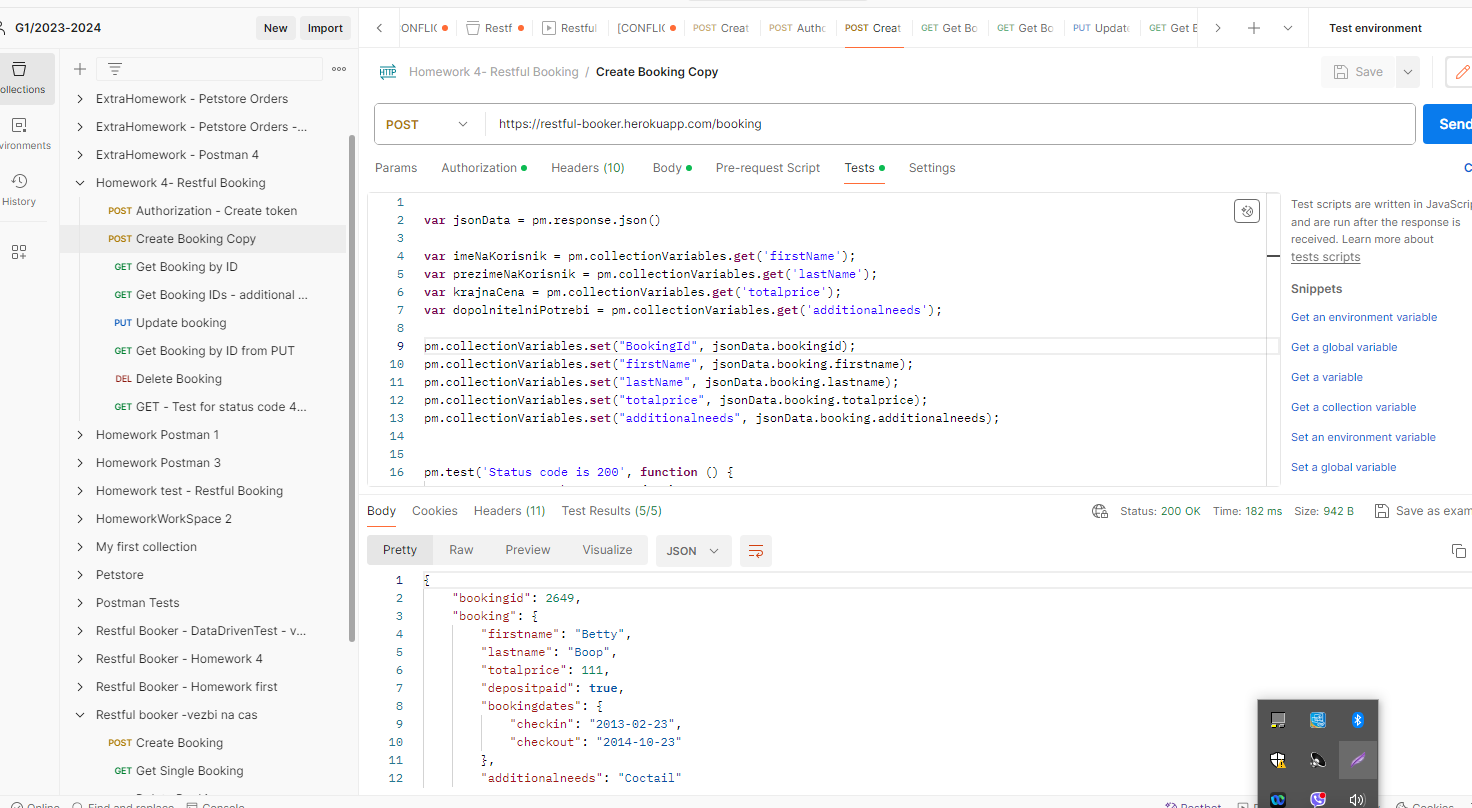 G1/2023-2024
New
Import
Restf
Restful
[CONFLIC
POST Creat
POST Autho
POST Creat
GET Get Bo
GET Get Bo
PUT Updat
GET Get B
Test environment
ollections
vironments
History
ExtraHomework - Petstore Orders
ExtraHomework - Petstore Orders -...
ExtraHomework - Postman 4
Homework 4- Restful Booking
POST Authorization - Create token
POST Create Booking Copy
GET Get Booking by ID
GET Get Booking IDs - additional ...
PUT Update booking
GET Get Booking by ID from PUT
DEL Delete Booking
GET GET - Test for status code 4...
Homework Postman 1
Homework Postman 3
Homework test - Restful Booking
HomeworkWorkSpace 2
My first collection
Petstore
Postman Tests
Restful Booker - DataDrivenTest - v...
Restful Booker - Homework 4
Restful Booker - Homework first
Restful booker -vezbi na cas
POST Create Booking
GET Get Single Booking
Online
Find and replace
Console
HTTP
Homework 4- Restful Booking / Create Booking Copy
Save
POST
https://restful-booker.herokuapp.com/booking
Send
Params
Authorization
Headers (10)
Body
Pre-request Script
Tests
Settings
C
1
2 var jsonData = pm.response.json()
3
4 var imeNaKorisnik = pm.collectionVariables.get('firstName');
5 var prezimeNaKorisnik = pm.collectionVariables.get('lastName');
6 var krajnaCena = pm.collectionVariables.get('totalprice');
7 var dopolnitelniPotrebi = pm.collectionVariables.get('additionalneeds');
8
9 pm.collectionVariables.set("BookingId", jsonData.bookingid);
10 pm.collectionVariables.set("firstName", jsonData.booking.firstname);
11 pm.collectionVariables.set("lastName", jsonData.booking.lastname);
12 pm.collectionVariables.set("totalprice", jsonData.booking.totalprice);
13 pm.collectionVariables.set("additionalneeds", jsonData.booking.additionalneeds);
14
15
16 pm.test('Status code is 200', function () {
Test scripts are written in JavaScrip
and are run after the response is
received. Learn more about
tests scripts
Snippets
Get an environment variable
Get a global variable
Get a variable
Get a collection variable
Set an environment variable
Set a global variable
Body
Cookies
Headers (11)
Test Results (5/5)
Status: 200 OK
Time: 182 ms
Size: 942 B
Save as exam
Pretty
Raw
Preview
Visualize
JSON
1 {
2 "bookingid": 2649,
3 "booking": {
4 "firstname": "Betty",
5 "lastname": "Boop",
6 "totalprice": 111,
7 "depositpaid": true,
8 "bookingdates": {
9 "checkin": "2013-02-23",
10 "checkout": "2014-10-23"
11 },
12 "additionalneeds": "Coctail"
Postbot
Cookies